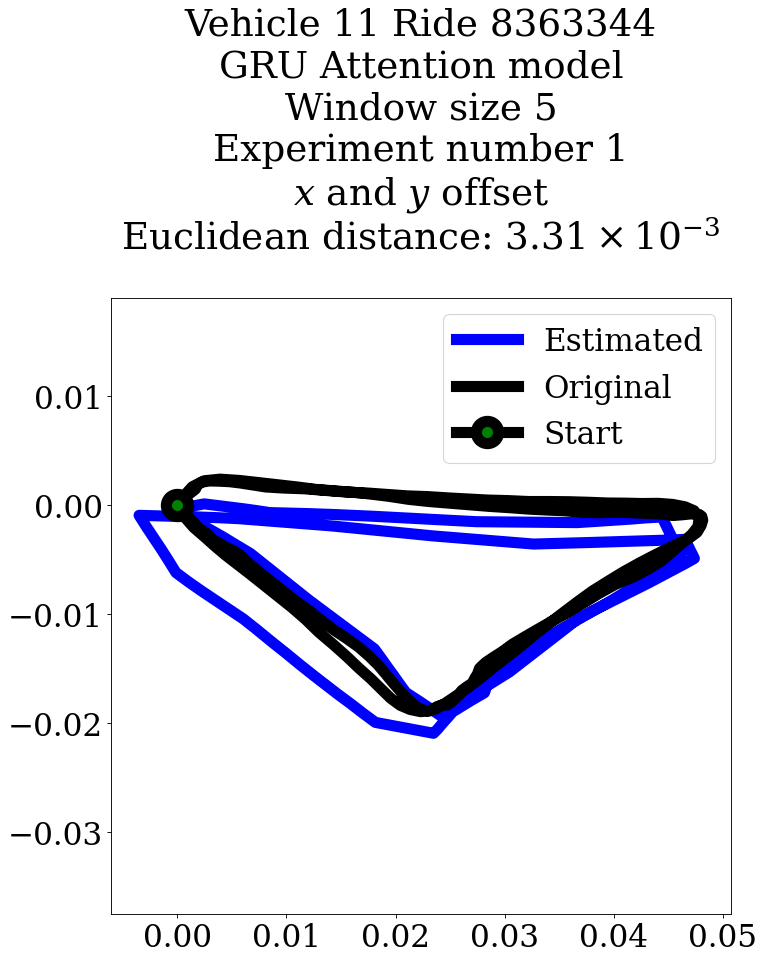 Vehicle 11 Ride 8363344
GRU Attention model
Window size 5
Experiment number 1
x and y offset
Euclidean distance: 3.31 × 10⁻³
Estimated
Original
Start
0.01
0.00
−0.01
−0.02
−0.03
0.00 0.01 0.02 0.03 0.04 0.05